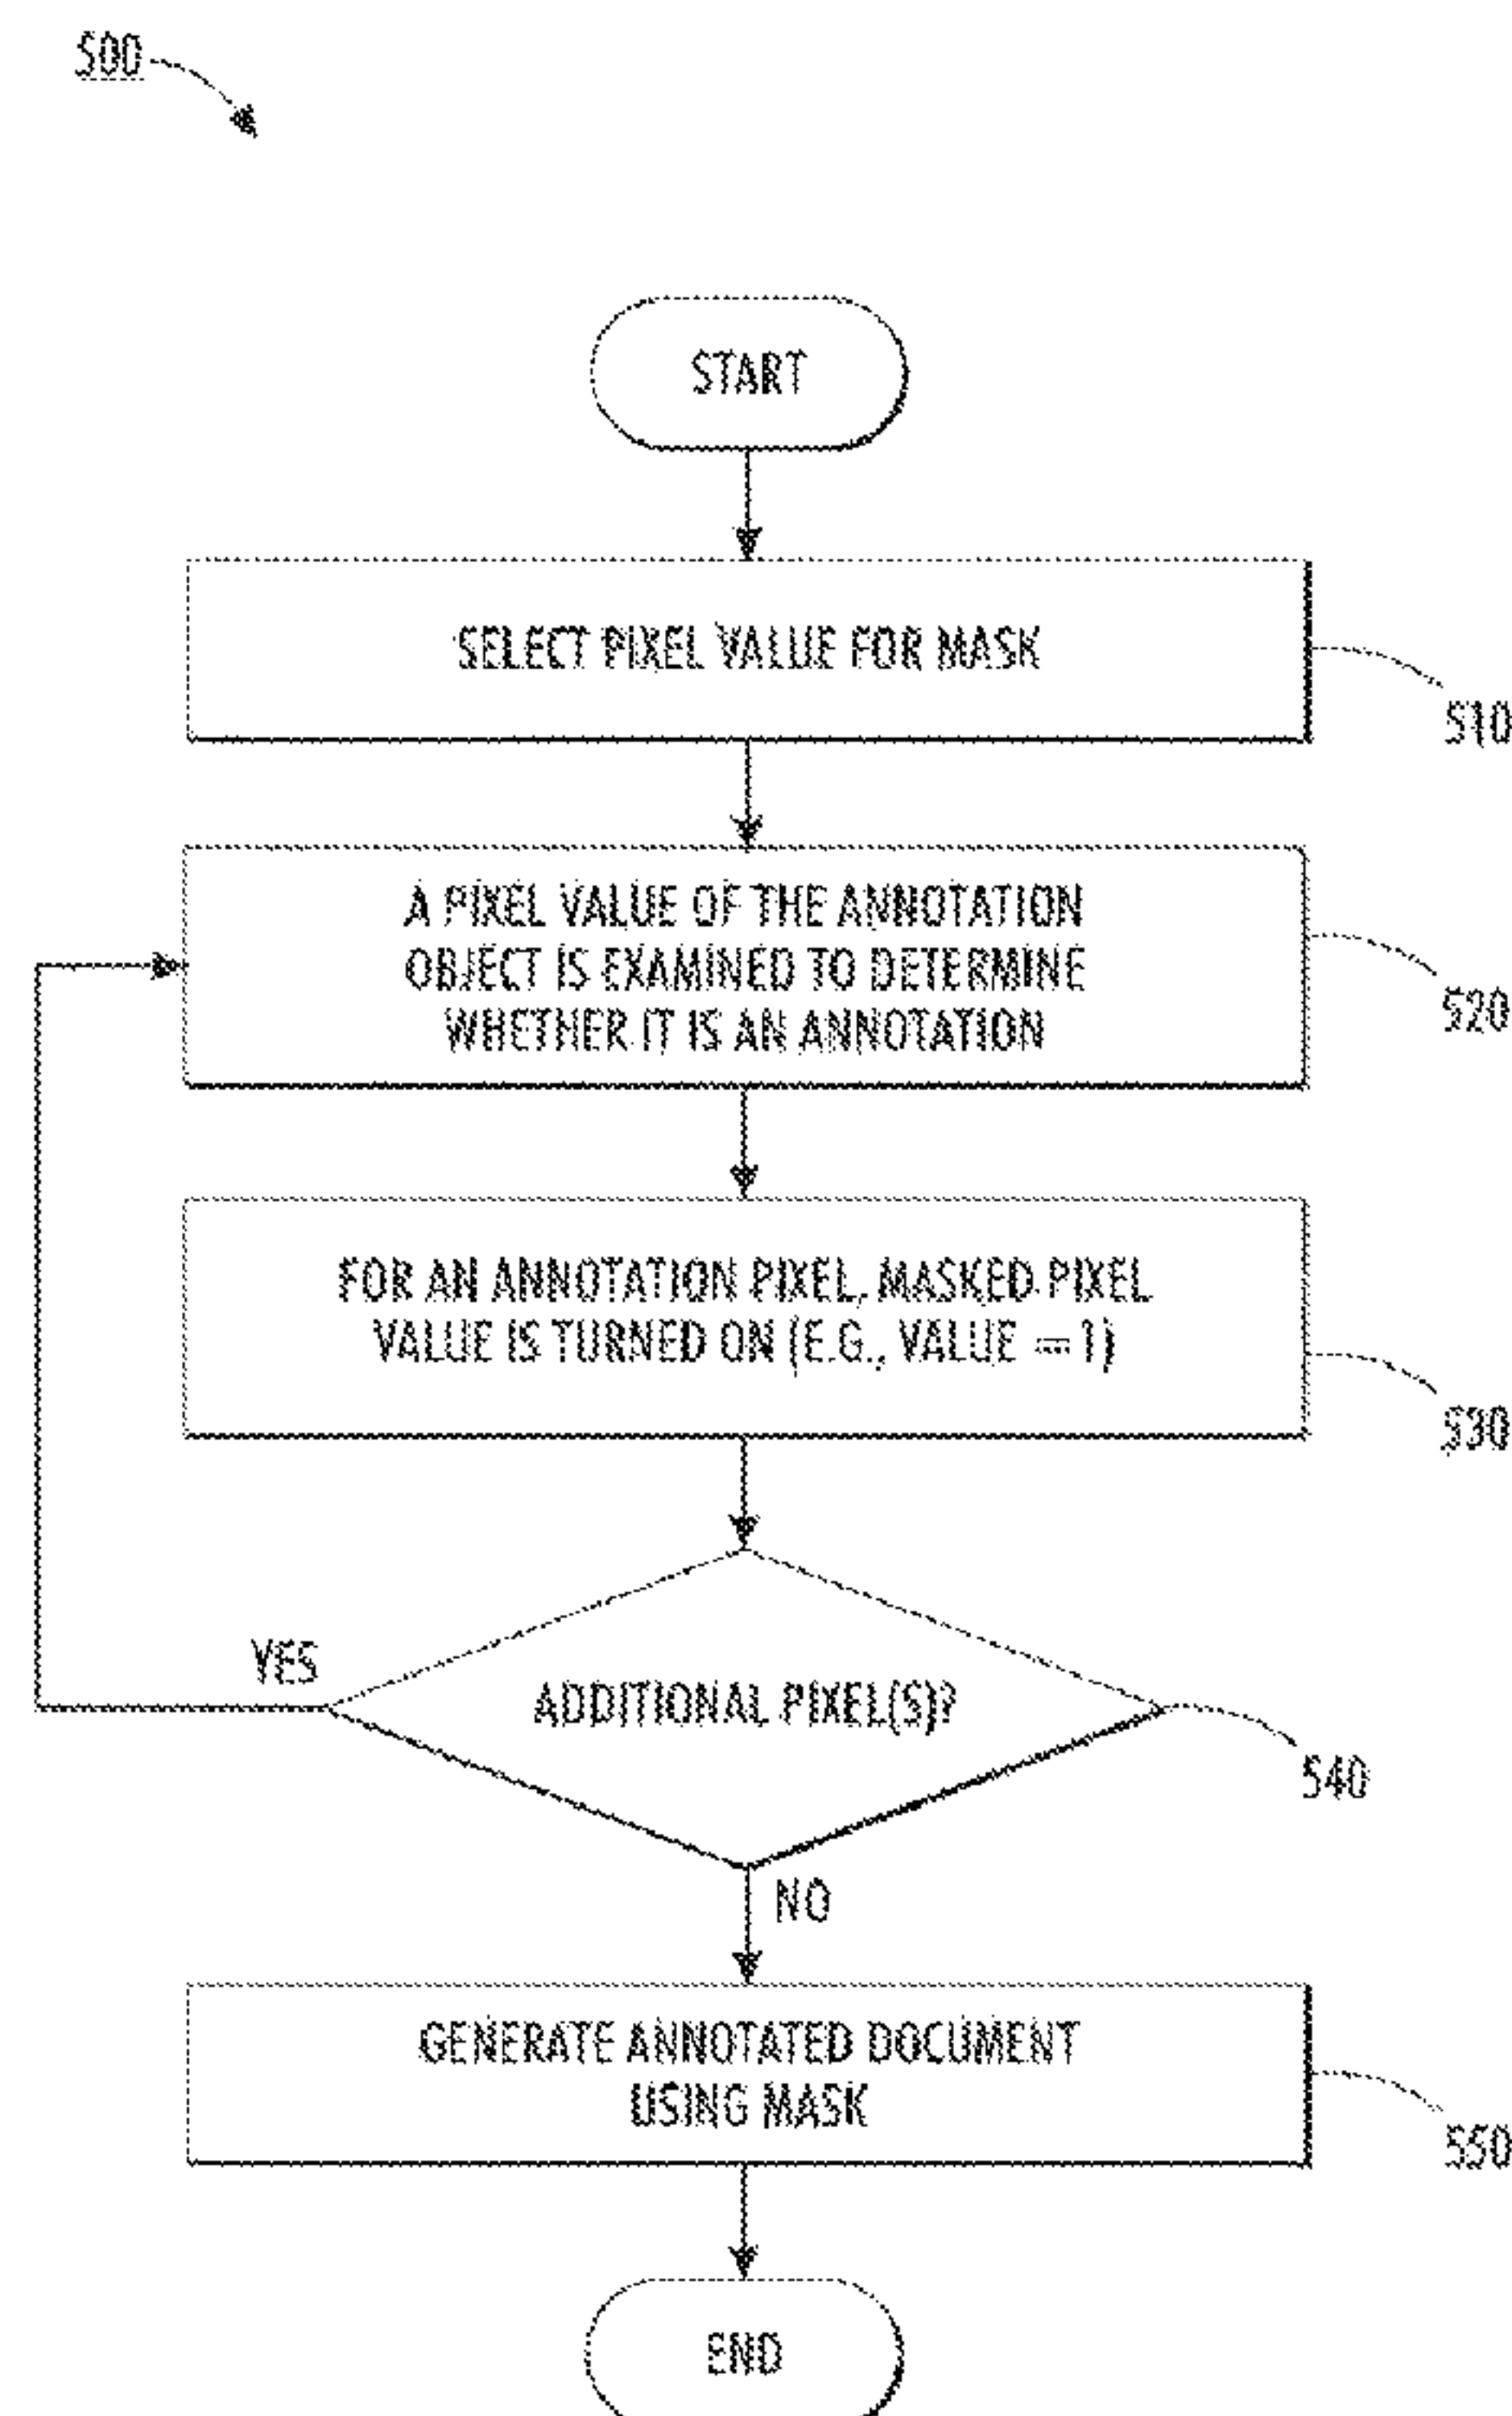 500
START
SELECT PIXEL VALUE FOR MASK
510
A PIXEL VALUE OF THE ANNOTATION
OBJECT IS EXAMINED TO DETERMINE
WHETHER IT IS AN ANNOTATION
520
FOR AN ANNOTATION PIXEL, MASKED PIXEL
VALUE IS TURNED ON (E.G., VALUE =1)
530
YES
ADDITIONAL PIXEL(S)?
540
NO
GENERATE ANNOTATED DOCUMENT
USING MASK
550
END